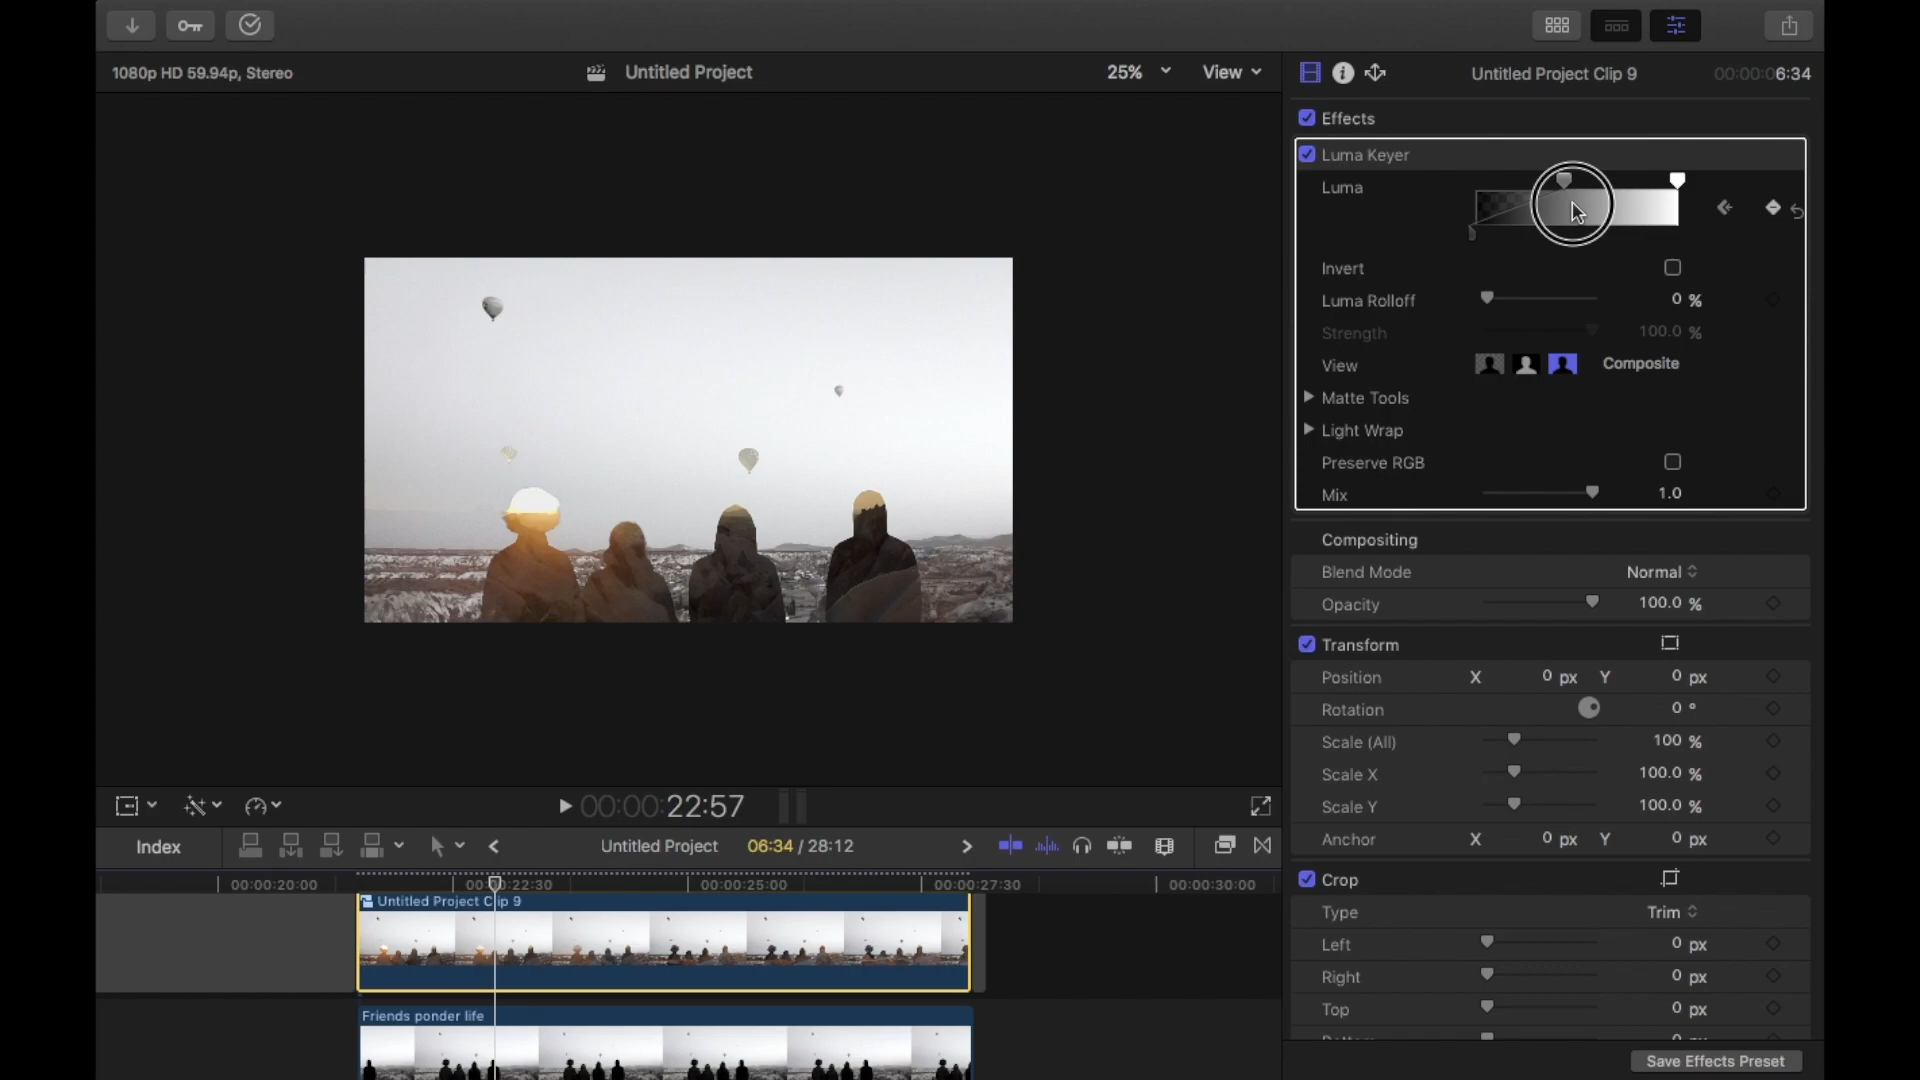 1080p HD 59.94p, Stereo
Untitled Project
25%
View
Untitled Project Clip 9
00:00:06:34
Effects
Luma Keyer
Luma
Invert
Luma Rolloff 0 %
Strength 100.0 %
View Composite
Matte Tools
Light Wrap
Preserve RGB
Mix 1.0
Compositing
Blend Mode Normal
Opacity 100.0 %
Transform
Position X 0 px Y 0 px
Rotation 0 °
Scale (All) 100 %
Scale X 100.0 %
Scale Y 100.0 %
Anchor X 0 px Y 0 px
Crop
Type Trim
Left 0 px
Right 0 px
Top 0 px
Save Effects Preset
00:00:22:57
Index
Untitled Project 06:34 / 28:12
00:00:20:00 00:00:22:30 00:00:25:00 00:00:27:30 00:00:30:00
Untitled Project Clip 9
Friends ponder life